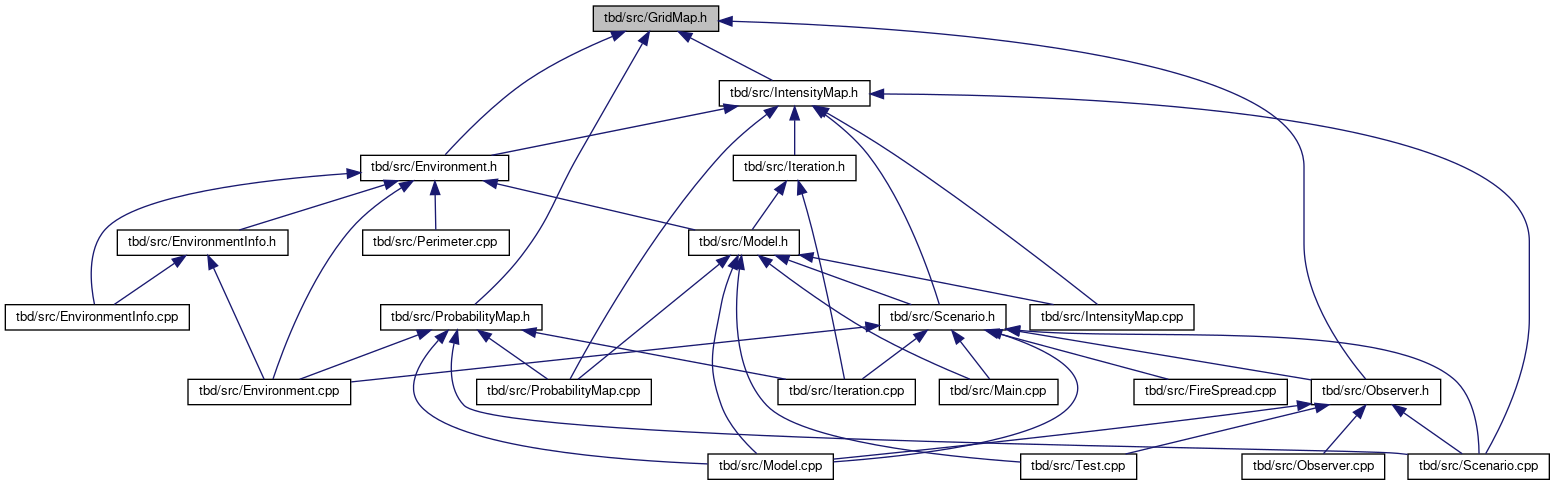 tbd/src/GridMap.h
tbd/src/IntensityMap.h
tbd/src/Environment.h
tbd/src/Iteration.h
tbd/src/EnvironmentInfo.h
tbd/src/Perimeter.cpp
tbd/src/Model.h
tbd/src/EnvironmentInfo.cpp
tbd/src/ProbabilityMap.h
tbd/src/Scenario.h
tbd/src/IntensityMap.cpp
tbd/src/Environment.cpp
tbd/src/ProbabilityMap.cpp
tbd/src/Iteration.cpp
tbd/src/Main.cpp
tbd/src/FireSpread.cpp
tbd/src/Observer.h
tbd/src/Model.cpp
tbd/src/Test.cpp
tbd/src/Observer.cpp
tbd/src/Scenario.cpp